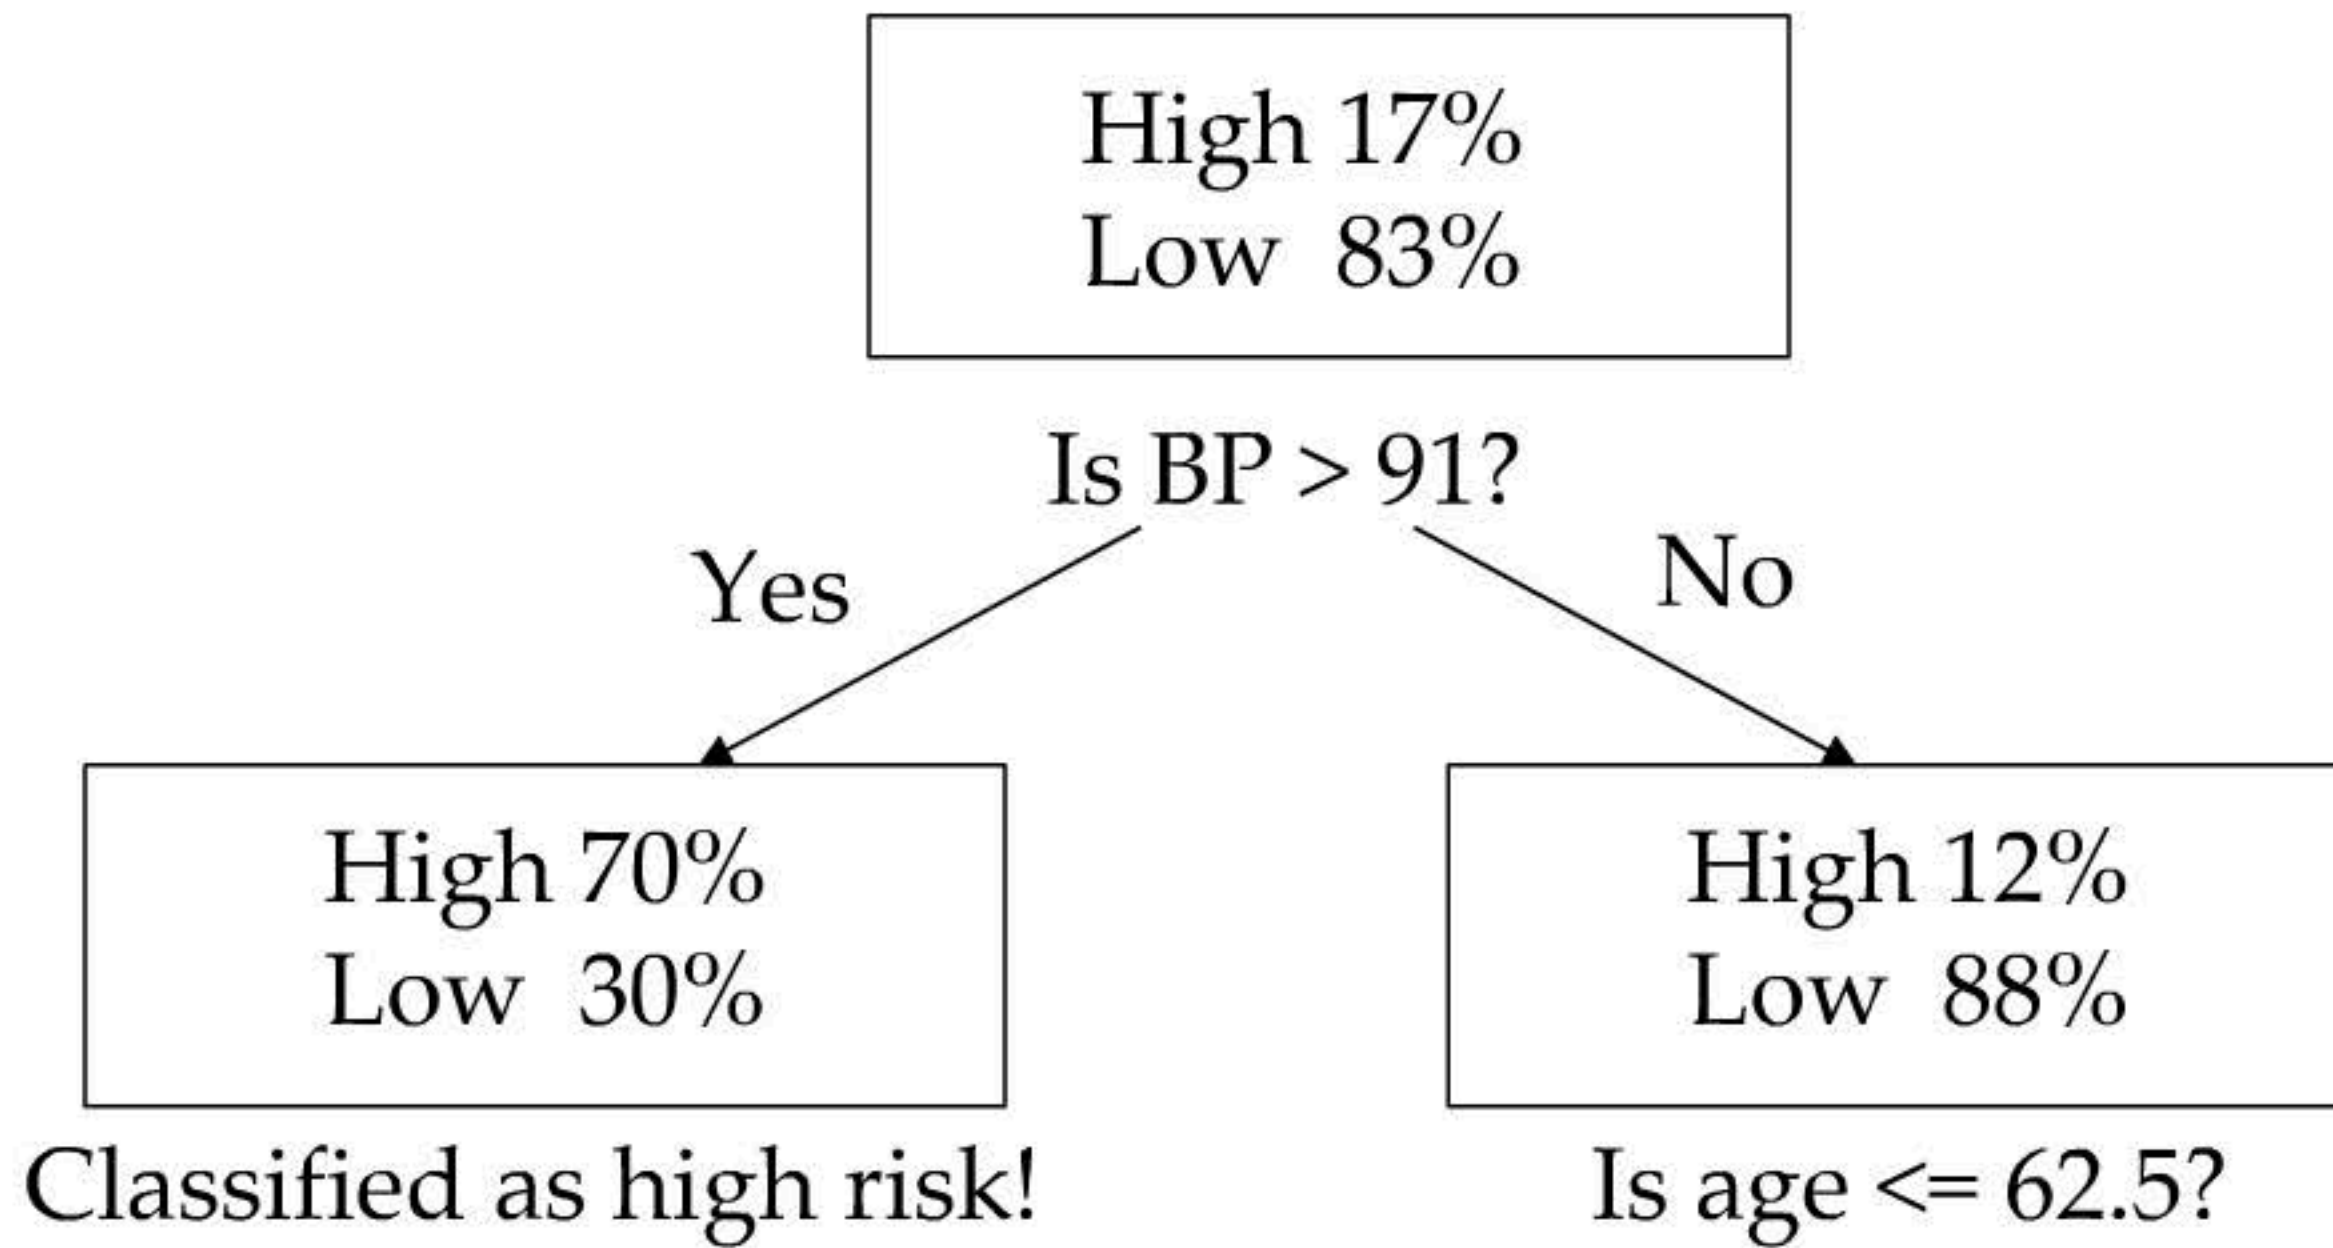 High 17%
Low 83%
Is BP > 91?
Yes
No
High 70%
Low 30%
High 12%
Low 88%
Classified as high risk!
Is age <= 62.5?